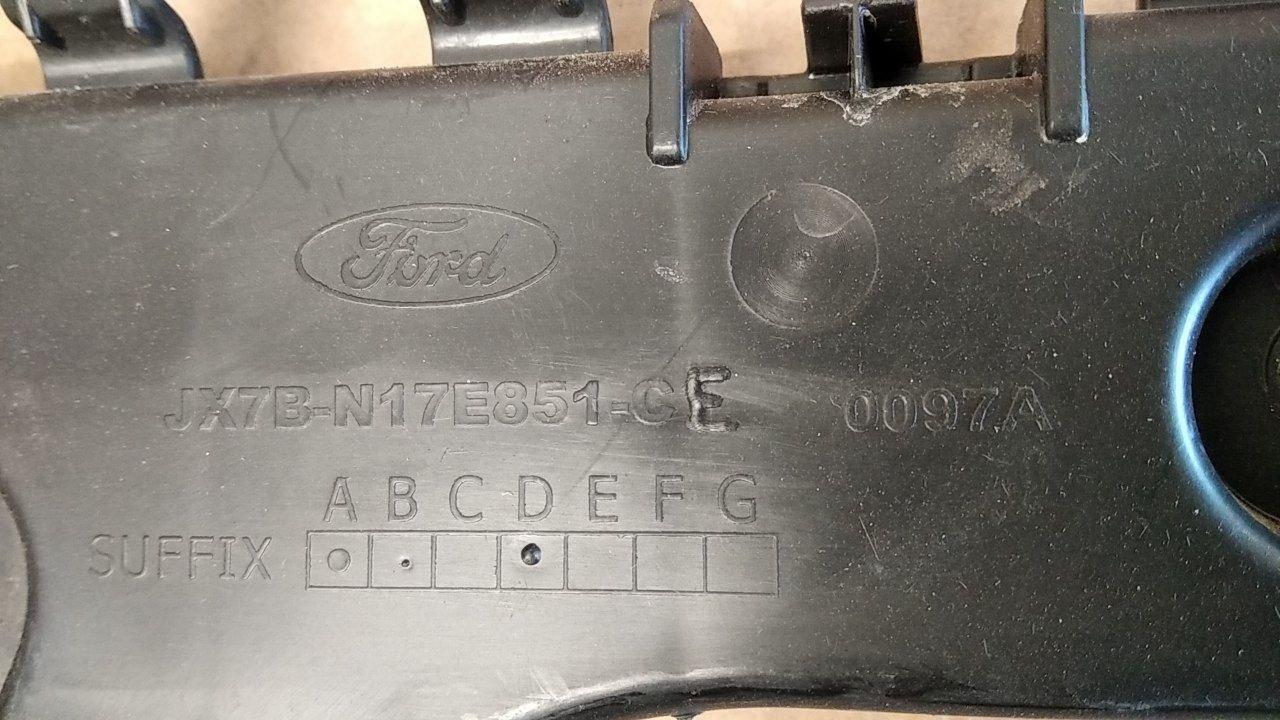 Ford
JX7B-N17E851-CE 0097A
A B C D E F G
SUFFIX